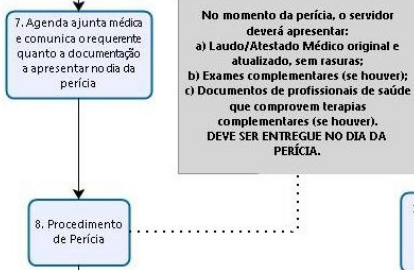 7. Agenda a junta médica
e comunica o requerente
quanto a documentação
a apresentar no dia da
perícia
No momento da perícia, o servidor
deverá apresentar:
a) Laudo/Atestado Médico original e
atualizado, sem rasuras;
b) Exames complementares (se houver);
c) Documentos de profissionais de saúde
que comprovem terapias
complementares (se houver).
DEVE SER ENTREGUE NO DIA DA
PERÍCIA.
8. Procedimento
de Perícia